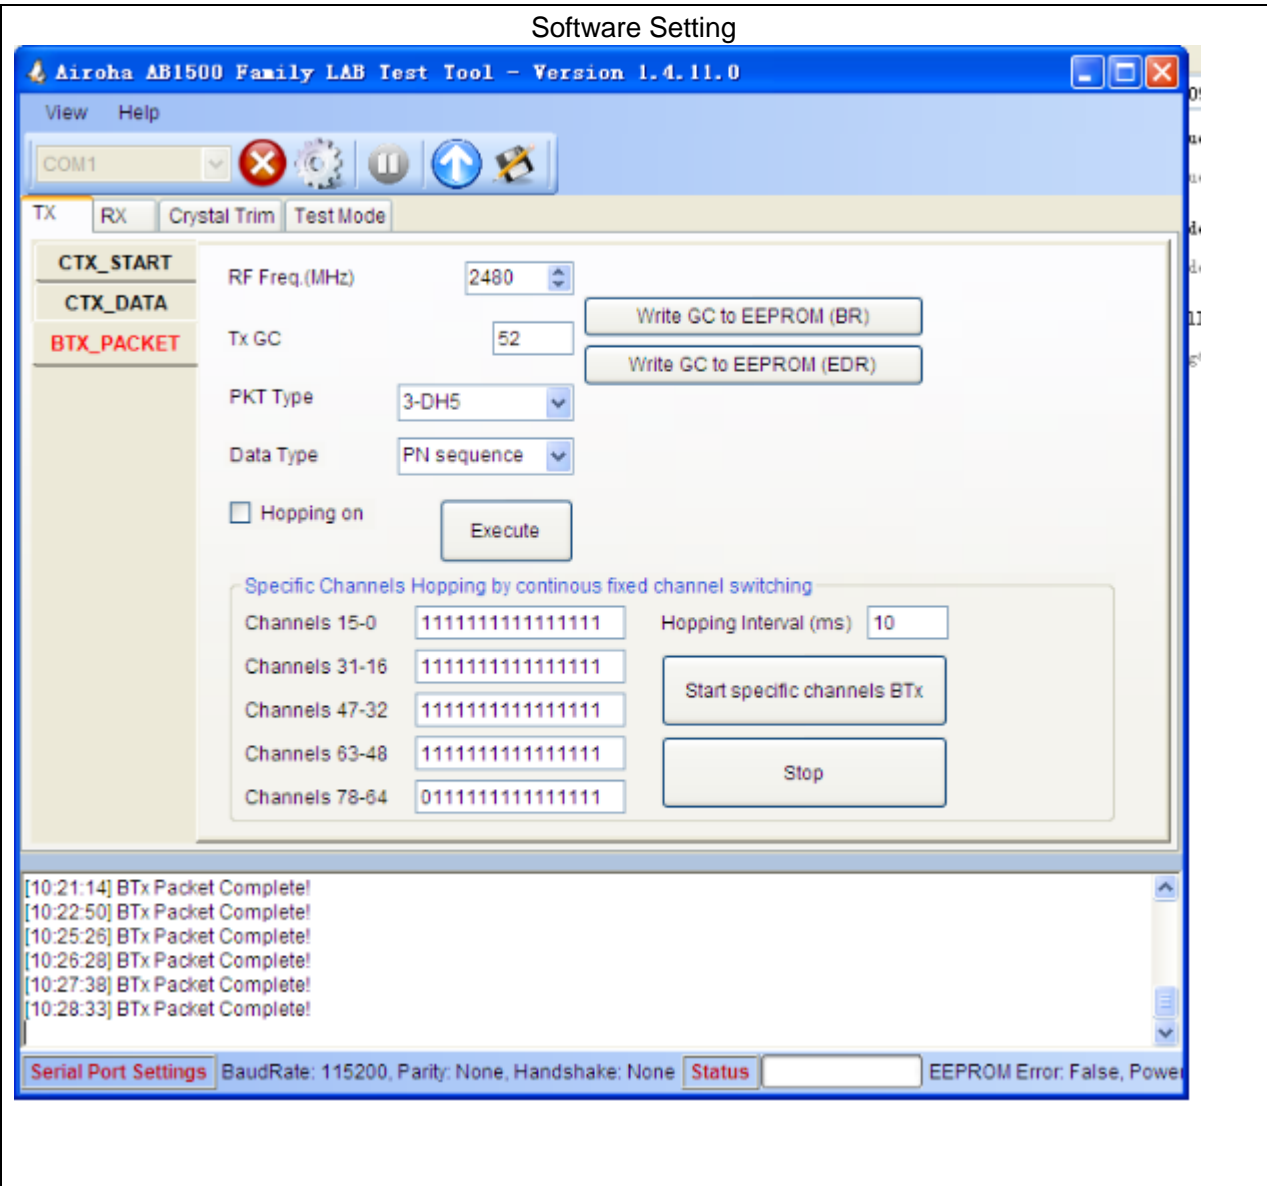 Software Setting
Airoha AB1500 Family LAB Test Tool - Version 1.4.11.0
View Help
COM1
TX RX Crystal Trim Test Mode
CTX_START
CTX_DATA
BTX_PACKET
RF Freq.(MHz) 2480
Write GC to EEPROM (BR)
Tx GC 52
Write GC to EEPROM (EDR)
PKT Type 3-DH5
Data Type PN sequence
Hopping on
Execute
Specific Channels Hopping by continous fixed channel switching
Channels 15-0 1111111111111111 Hopping Interval (ms) 10
Channels 31-16 1111111111111111
Start specific channels BTx
Channels 47-32 1111111111111111
Channels 63-48 1111111111111111
Stop
Channels 78-64 0111111111111111
[10:21:14] BTx Packet Complete!
[10:22:50] BTx Packet Complete!
[10:25:26] BTx Packet Complete!
[10:26:28] BTx Packet Complete!
[10:27:38] BTx Packet Complete!
[10:28:33] BTx Packet Complete!
Serial Port Settings BaudRate: 115200, Parity: None, Handshake: None Status EEPROM Error: False, Power